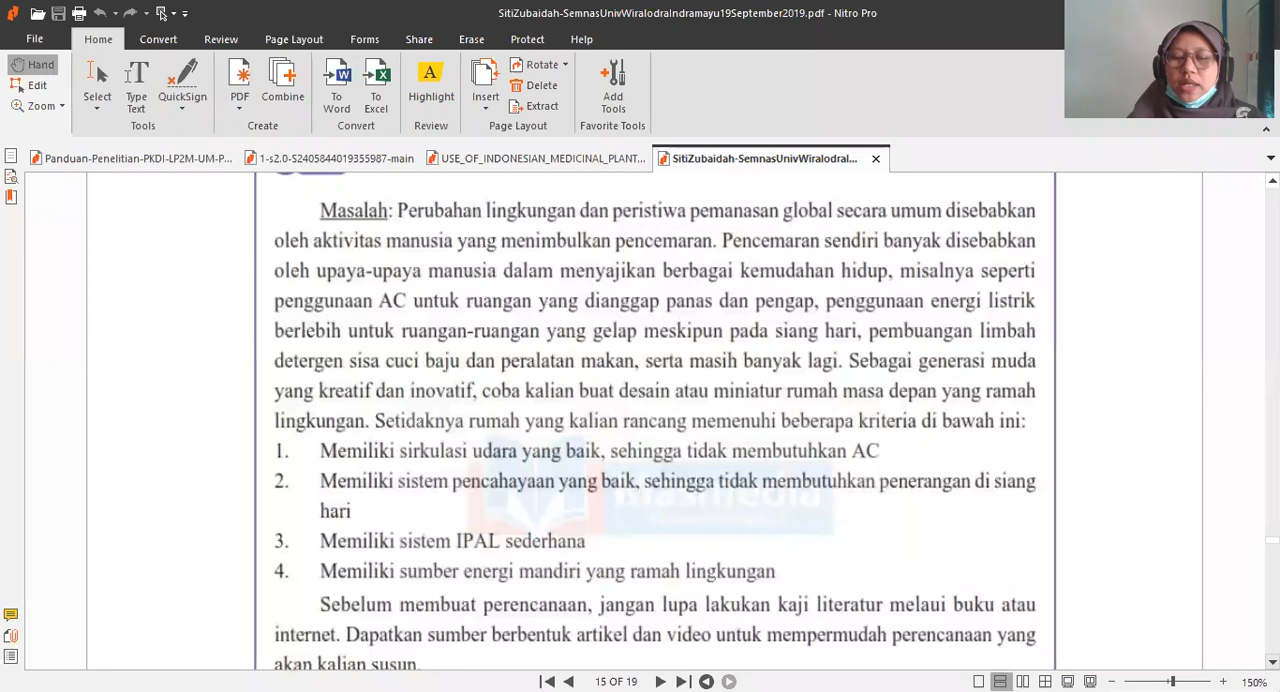 SitiZubaidah-SemnasUnivWiralodraIndramayu19September2019.pdf - Nitro Pro
File Home Convert Review Page Layout Forms Share Erase Protect Help
Hand
Edit
Zoom
Select
Type Text
QuickSign
Tools
PDF
Combine
Create
To Word
To Excel
Convert
Highlight
Review
Insert
Rotate
Delete
Extract
Page Layout
Add Tools
Favorite Tools
Panduan-Penelitian-PKDI-LP2M-UM-P... 1-s2.0-S2405844019355987-main USE_OF_INDONESIAN_MEDICINAL_PLANT... SitiZubaidah-SemnasUnivWiralodraI...
Masalah: Perubahan lingkungan dan peristiwa pemanasan global secara umum disebabkan
oleh aktivitas manusia yang menimbulkan pencemaran. Pencemaran sendiri banyak disebabkan
oleh upaya-upaya manusia dalam menyajikan berbagai kemudahan hidup, misalnya seperti
penggunaan AC untuk ruangan yang dianggap panas dan pengap, penggunaan energi listrik
berlebih untuk ruangan-ruangan yang gelap meskipun pada siang hari, pembuangan limbah
detergen sisa cuci baju dan peralatan makan, serta masih banyak lagi. Sebagai generasi muda
yang kreatif dan inovatif, coba kalian buat desain atau miniatur rumah masa depan yang ramah
lingkungan. Setidaknya rumah yang kalian rancang memenuhi beberapa kriteria di bawah ini:
1. Memiliki sirkulasi udara yang baik, sehingga tidak membutuhkan AC
2. Memiliki sistem pencahayaan yang baik, sehingga tidak membutuhkan penerangan di siang
hari
3. Memiliki sistem IPAL sederhana
4. Memiliki sumber energi mandiri yang ramah lingkungan
Sebelum membuat perencanaan, jangan lupa lakukan kaji literatur melaui buku atau
internet. Dapatkan sumber berbentuk artikel dan video untuk mempermudah perencanaan yang
akan kalian susun.
15 OF 19
150%